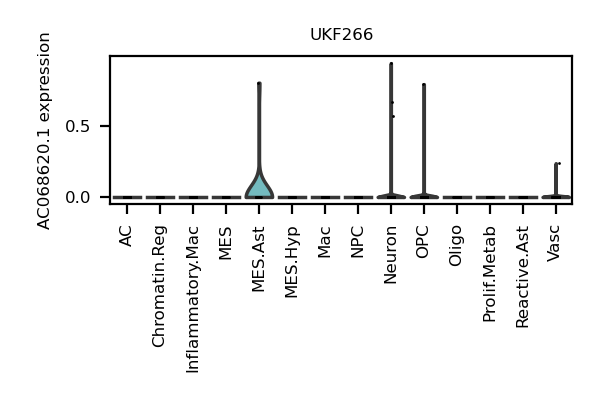 UKF266
AC068620.1 expression
0.5
0.0
AC
Chromatin.Reg
Inflammatory.Mac
MES
MES.Ast
MES.Hyp
Mac
NPC
Neuron
OPC
Oligo
Prolif.Metab
Reactive.Ast
Vasc